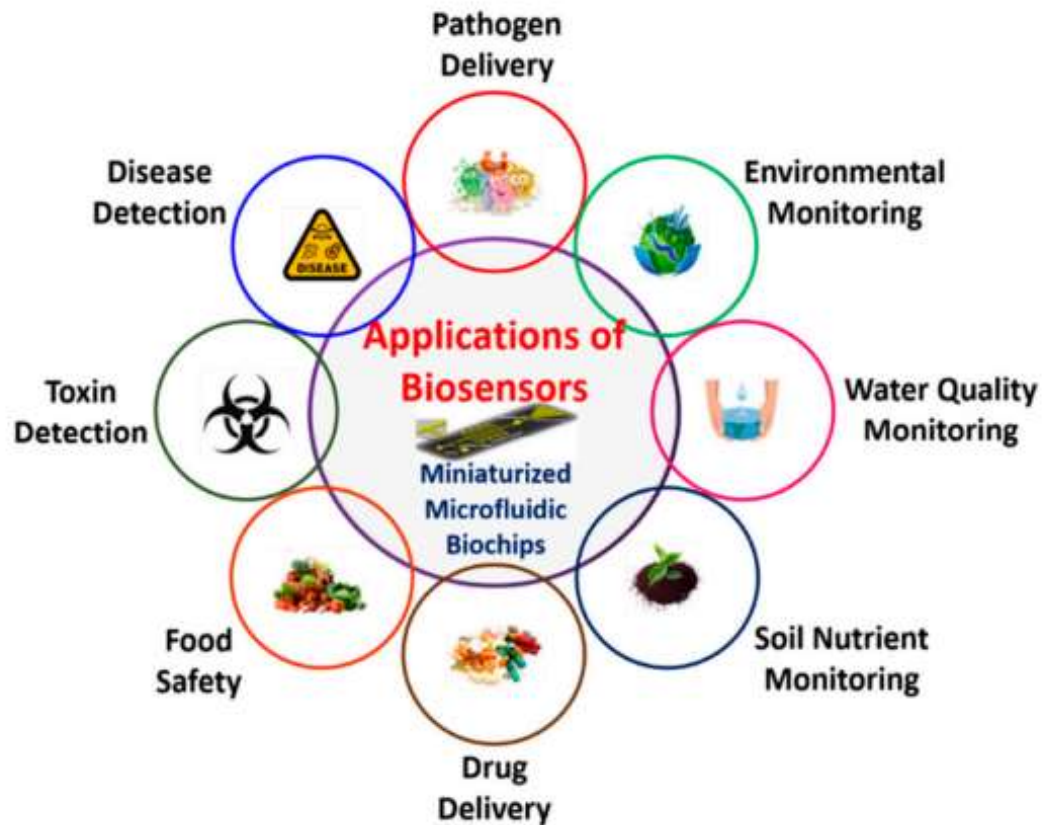 Pathogen
Delivery
Disease
Detection
Environmental
Monitoring
DISEASE
Applications of
Biosensors
Toxin
Detection
Water Quality
Monitoring
Miniaturized
Microfluidic
Biochips
Food
Safety
Soil Nutrient
Monitoring
Drug
Delivery